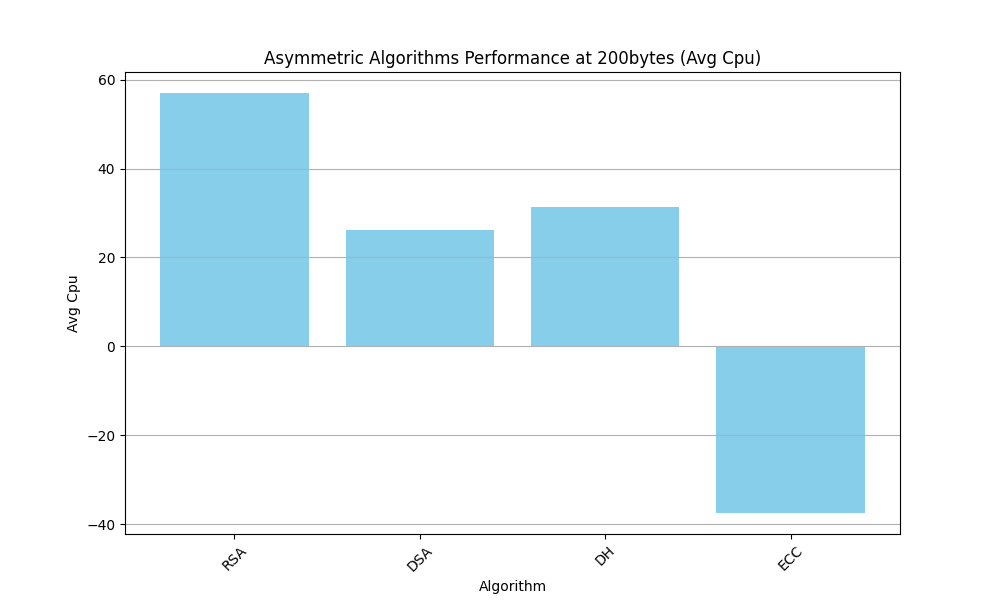 Asymmetric Algorithms Performance at 200bytes (Avg Cpu)
60
40
20
0
−20
−40
Avg Cpu
RSA
DSA
DH
ECC
Algorithm